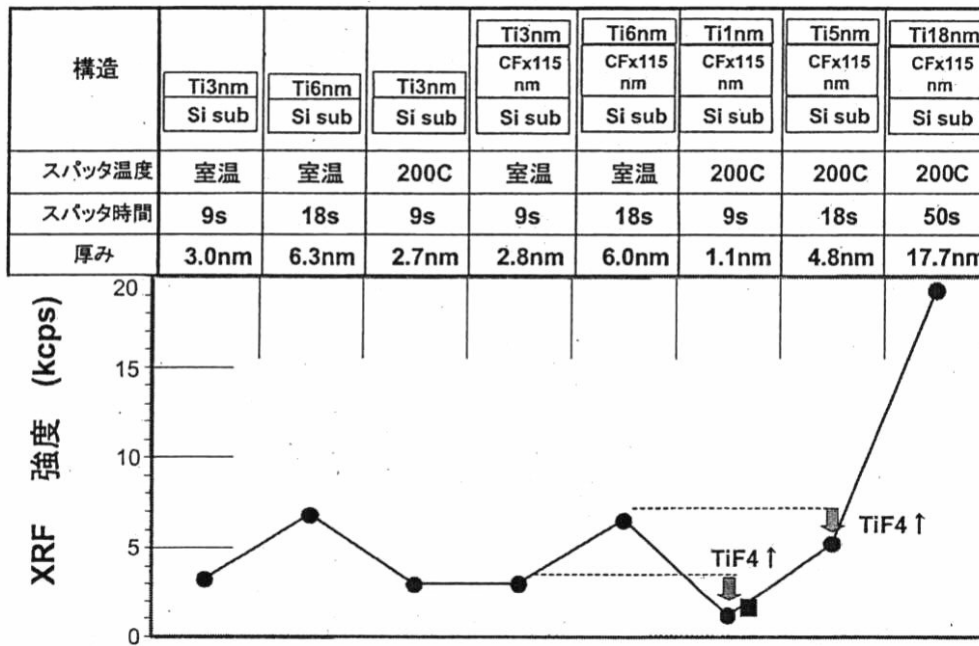 構造
Ti3nm
Si sub
Ti6nm
Si sub
Ti3nm
Si sub
Ti3nm
CFx115
nm
Si sub
Ti6nm
CFx115
nm
Si sub
Ti1nm
CFx115
nm
Si sub
Ti5nm
CFx115
nm
Si sub
Ti18nm
CFx115
nm
Si sub
スパッタ温度 室温 室温 200C 室温 室温 200C 200C 200C
スパッタ時間 9s 18s 9s 9s 18s 9s 18s 50s
厚み 3.0nm 6.3nm 2.7nm 2.8nm 6.0nm 1.1nm 4.8nm 17.7nm
XRF 強度 (kcps)
20
15
10
5
0
TiF4↑
TiF4↑